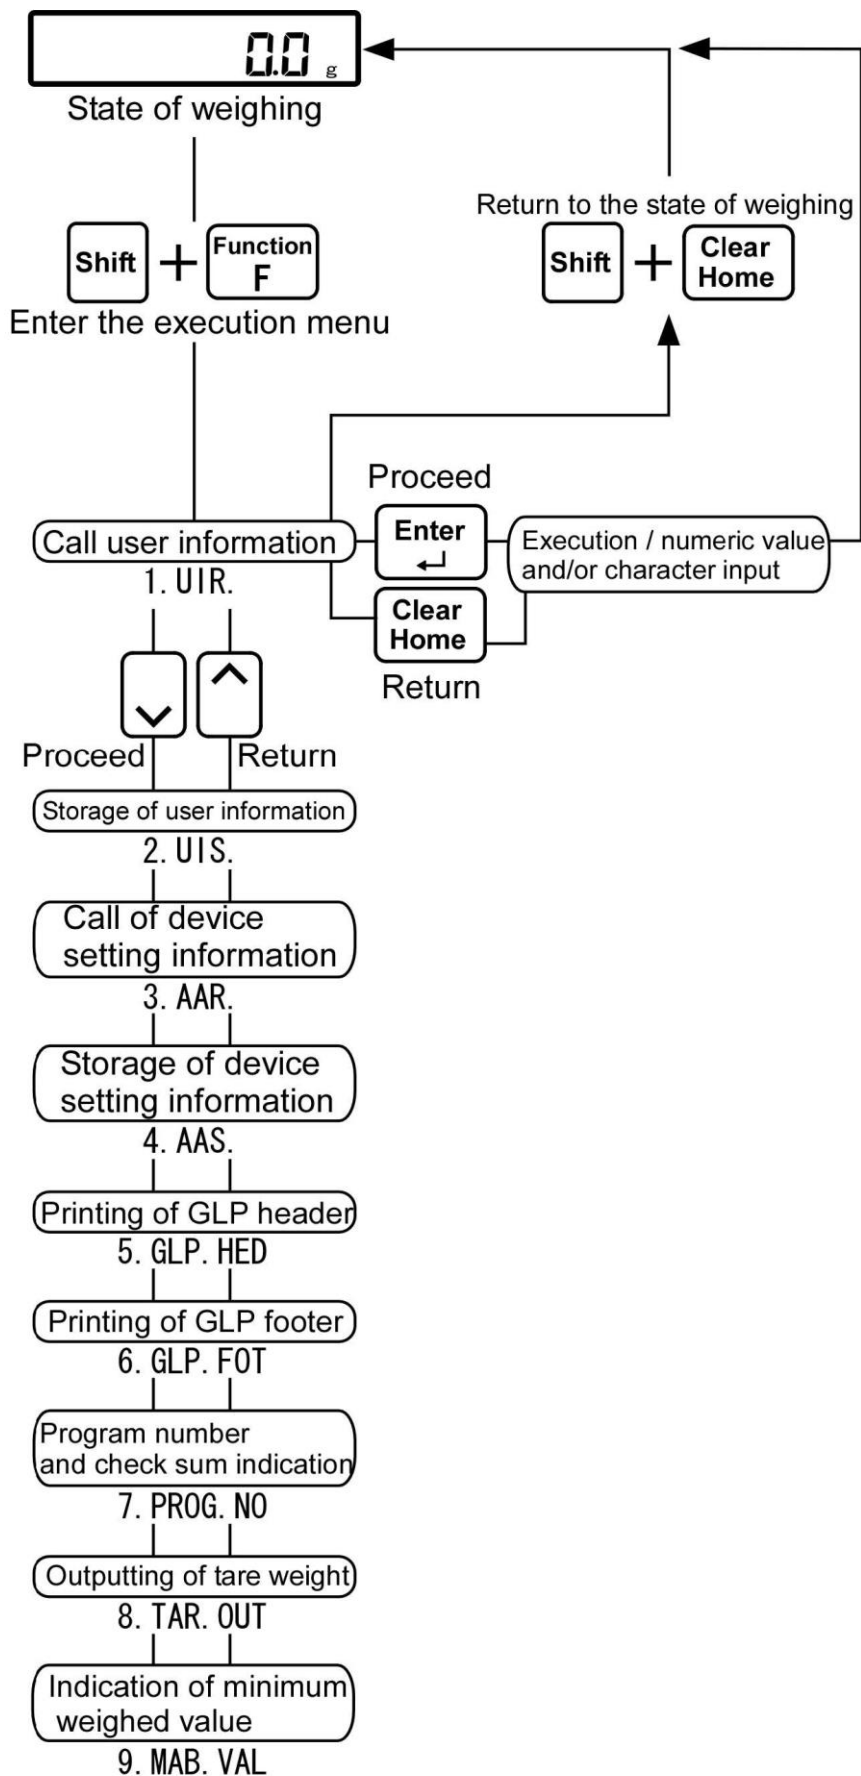 0.0 g
State of weighing
Shift + Function F
Enter the execution menu
Return to the state of weighing
Shift + Clear Home
Proceed
Enter
Call user information
1. UIR.
Execution / numeric value
and/or character input
Clear
Home
Return
Proceed
Return
Storage of user information
2. UIS.
Call of device
setting information
3. AAR.
Storage of device
setting information
4. AAS.
Printing of GLP header
5. GLP. HED
Printing of GLP footer
6. GLP. FOT
Program number
and check sum indication
7. PROG. NO
Outputting of tare weight
8. TAR. OUT
Indication of minimum
weighed value
9. MAB. VAL